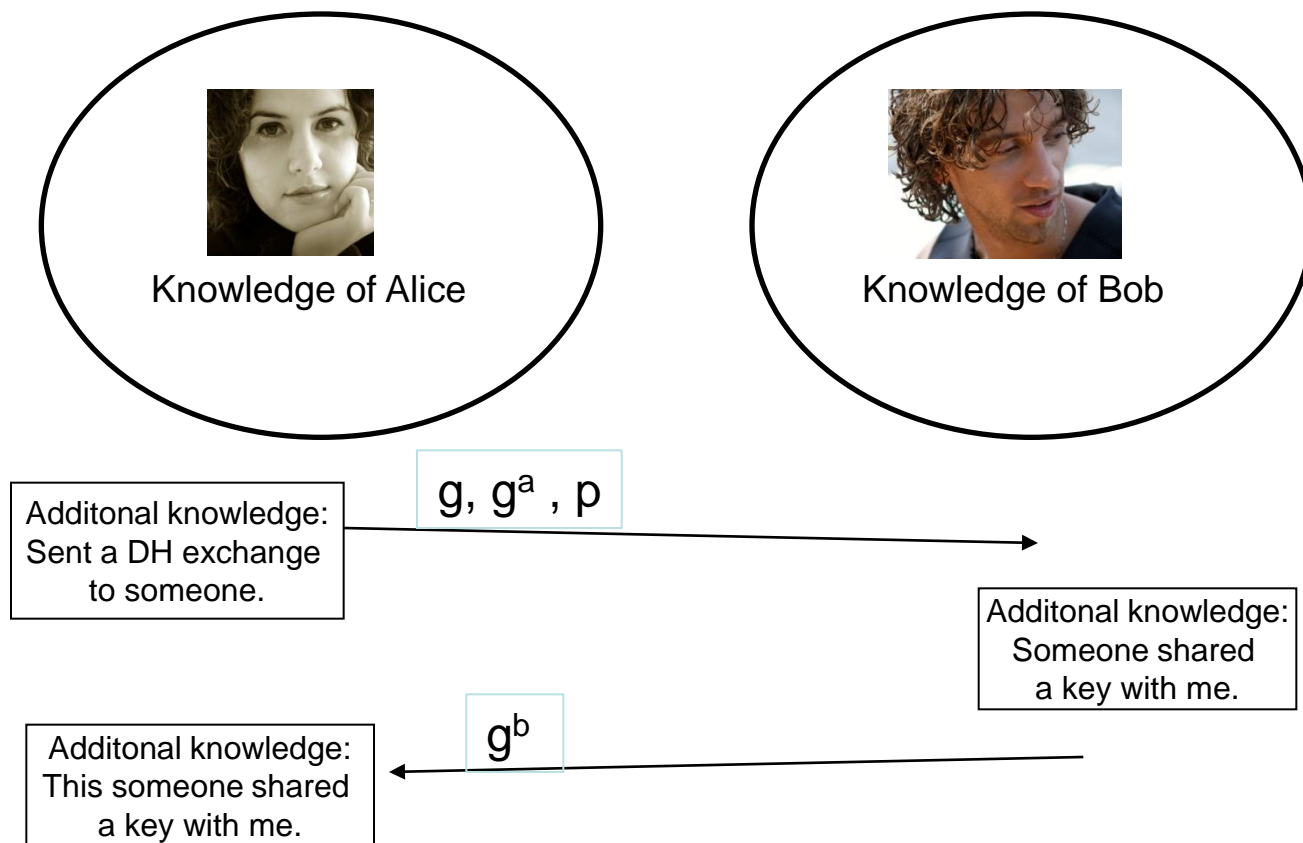 Knowledge of Alice
Knowledge of Bob
g, gᵃ , p
Additonal knowledge:
Sent a DH exchange
to someone.
Additonal knowledge:
Someone shared
a key with me.
gᵇ
Additonal knowledge:
This someone shared
a key with me.